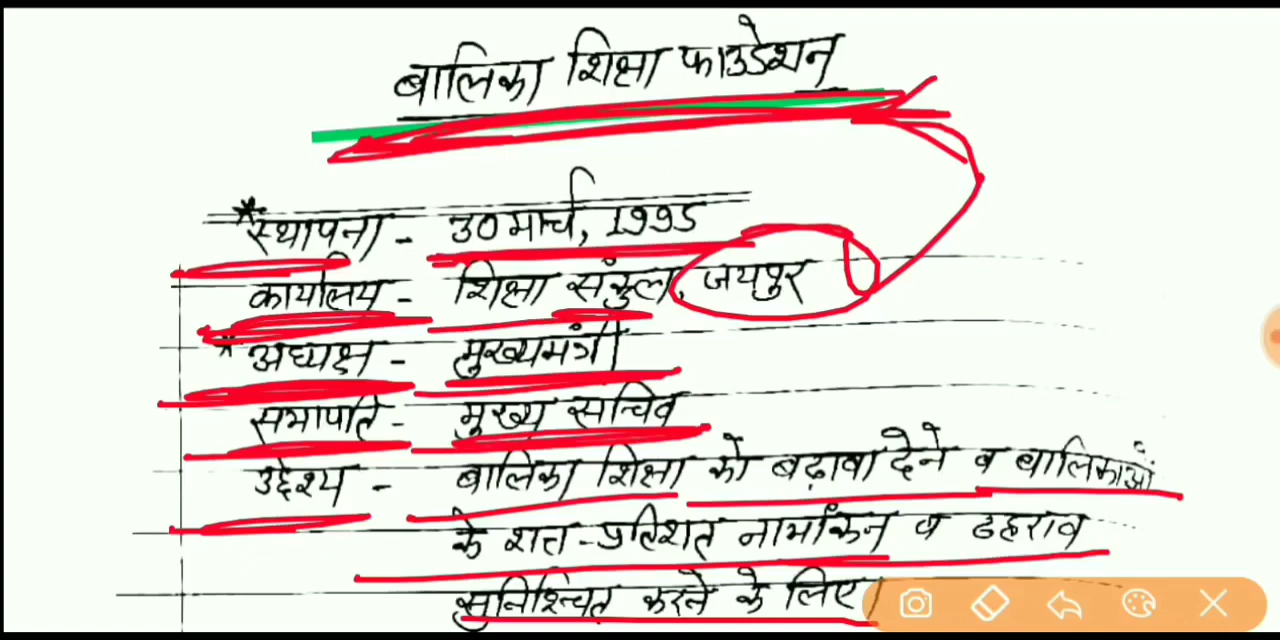 बालिका शिक्षा फाउडेशन
*स्थापना - 30 मार्च, 1995
कार्यालय - शिक्षा संकुल, जयपुर
*अध्यक्ष - मुख्यमंत्री
सभापति - मुख्य सचिव
उद्देश्य - बालिका शिक्षा को बढ़ावा देने व बालिकाओं
के शत्त-प्रतिशत नामांकन व ठहराव
सुनिश्चित करने के लिए